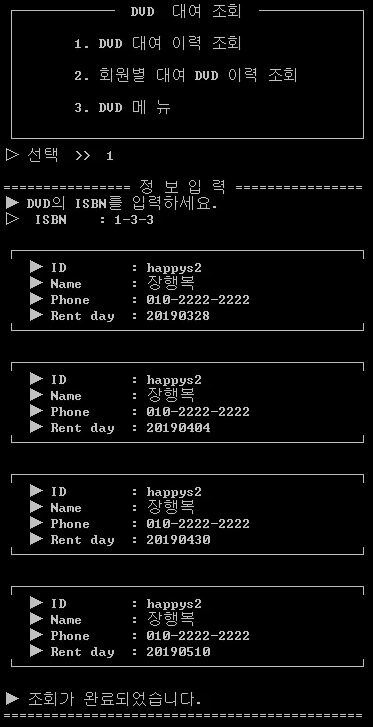 DVD 대여 조회
1. DVD 대여 이력 조회
2. 회원별 대여 DVD 이력 조회
3. DVD 메 뉴
▷ 선택 >> 1
================ 정 보 입 력 ================
▶ DVD의 ISBN를 입력하세요.
▷ ISBN : 1-3-3
▶ ID : happys2
▶ Name : 장행복
▶ Phone : 010-2222-2222
▶ Rent day : 20190328
▶ ID : happys2
▶ Name : 장행복
▶ Phone : 010-2222-2222
▶ Rent day : 20190404
▶ ID : happys2
▶ Name : 장행복
▶ Phone : 010-2222-2222
▶ Rent day : 20190430
▶ ID : happys2
▶ Name : 장행복
▶ Phone : 010-2222-2222
▶ Rent day : 20190510
▶ 조회가 완료되었습니다.
=============================================